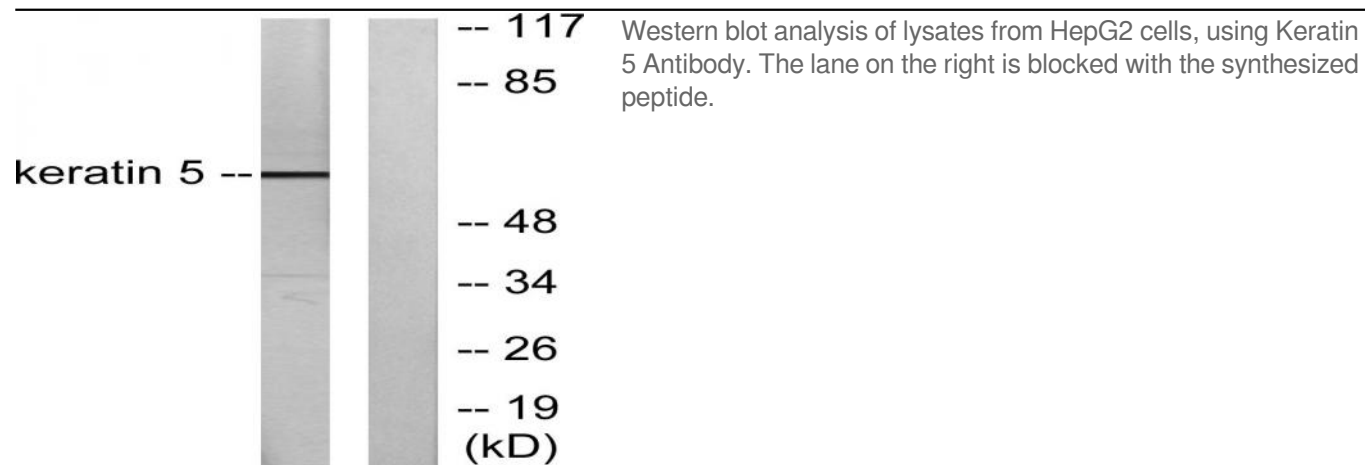 -- 117
-- 85
keratin 5 --
-- 48
-- 34
-- 26
-- 19
(kD)
Western blot analysis of lysates from HepG2 cells, using Keratin
5 Antibody. The lane on the right is blocked with the synthesized
peptide.